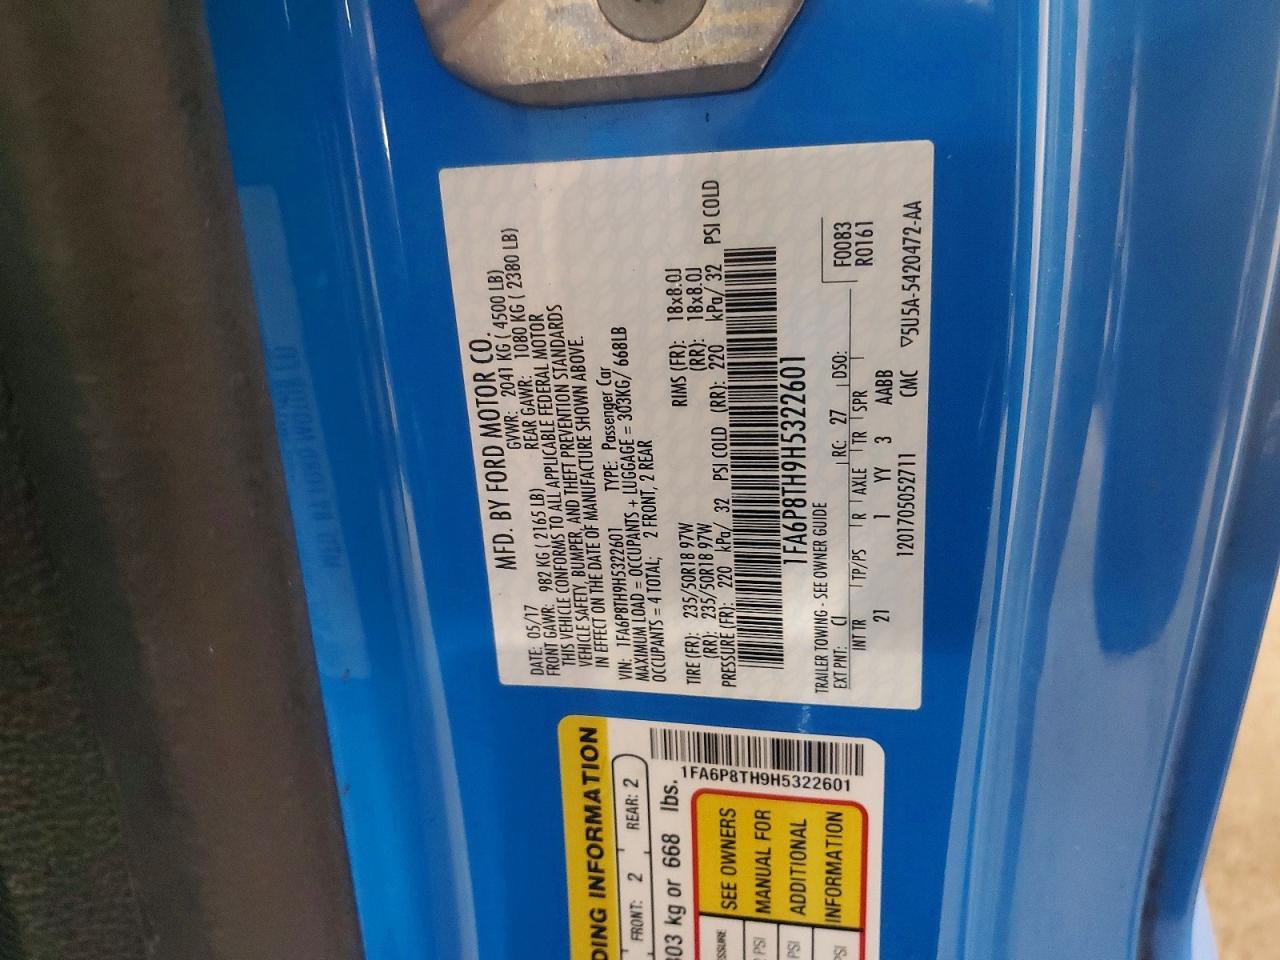 MFD. BY FORD MOTOR CO.
DATE: 05/17 GVWR: 2041 KG ( 4500 LB)
FRONT GAWR: 982 KG ( 2165 LB) REAR GAWR: 1080 KG ( 2380 LB)
THIS VEHICLE CONFORMS TO ALL APPLICABLE FEDERAL MOTOR
VEHICLE SAFETY, BUMPER, AND THEFT PREVENTION STANDARDS
IN EFFECT ON THE DATE OF MANUFACTURE SHOWN ABOVE.
VIN: 1FA6P8TH9H5322601 TYPE: Passenger Car
MAXIMUM LOAD = OCCUPANTS + LUGGAGE = 303KG/ 668LB
OCCUPANTS = 4 TOTAL; 2 FRONT, 2 REAR
TIRE (FR): 235/50R18 97W RIMS (FR): 18x8.0J
(RR): 235/50R18 97W (RR): 18x8.0J
PRESSURE (FR): 220 kPa/ 32 PSI COLD (RR): 220 kPa/ 32 PSI COLD
1FA6P8TH9H5322601
TRAILER TOWING - SEE OWNER GUIDE
F0083
EXT PNT: CI RC: 27 DSO: R0161
INT TR TP/PS R AXLE TR SPR
21 1 YY 3 AABB
1201705052711 CMC ▽5U5A-5420472-AA
DING INFORMATION
FRONT: 2 REAR: 2
303 kg or 668 lbs.
1FA6P8TH9H5322601
SEE OWNERS
MANUAL FOR
ADDITIONAL
INFORMATION
SSURE
PSI
PSI
PSI